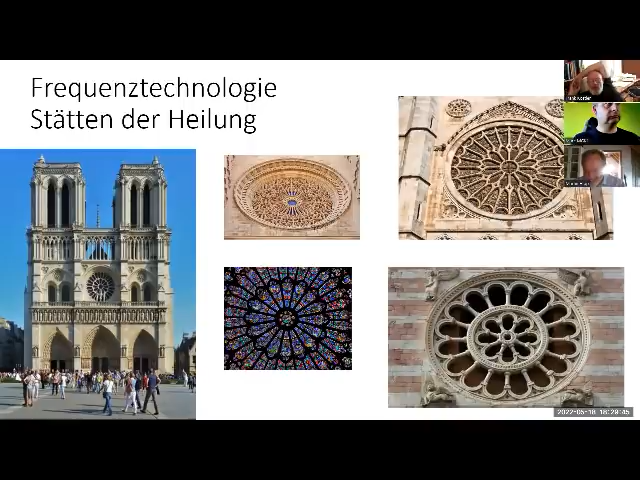 Frequenztechnologie
Stätten der Heilung
2022-05-18 18:29:45